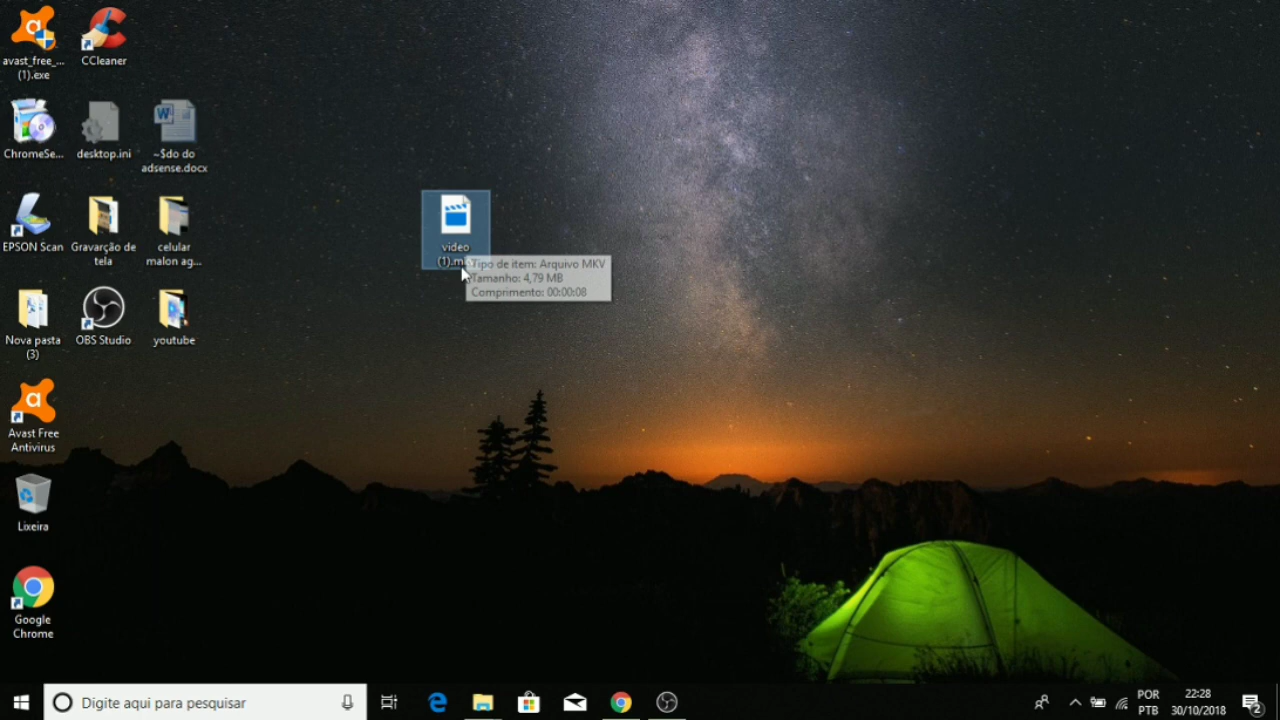 avast_free_...
(1).exe
CCleaner
ChromeSe...
desktop.ini
~$do do
adsense.docx
EPSON Scan
Gravarção de
tela
celular
malon ag...
video
(1).m
Tipo de item: Arquivo MKV
Tamanho: 4,79 MB
Comprimento: 00:00:08
Nova pasta
(3)
OBS Studio
youtube
Avast Free
Antivirus
Lixeira
Google
Chrome
Digite aqui para pesquisar
POR
PTB
22:28
30/10/2018
2